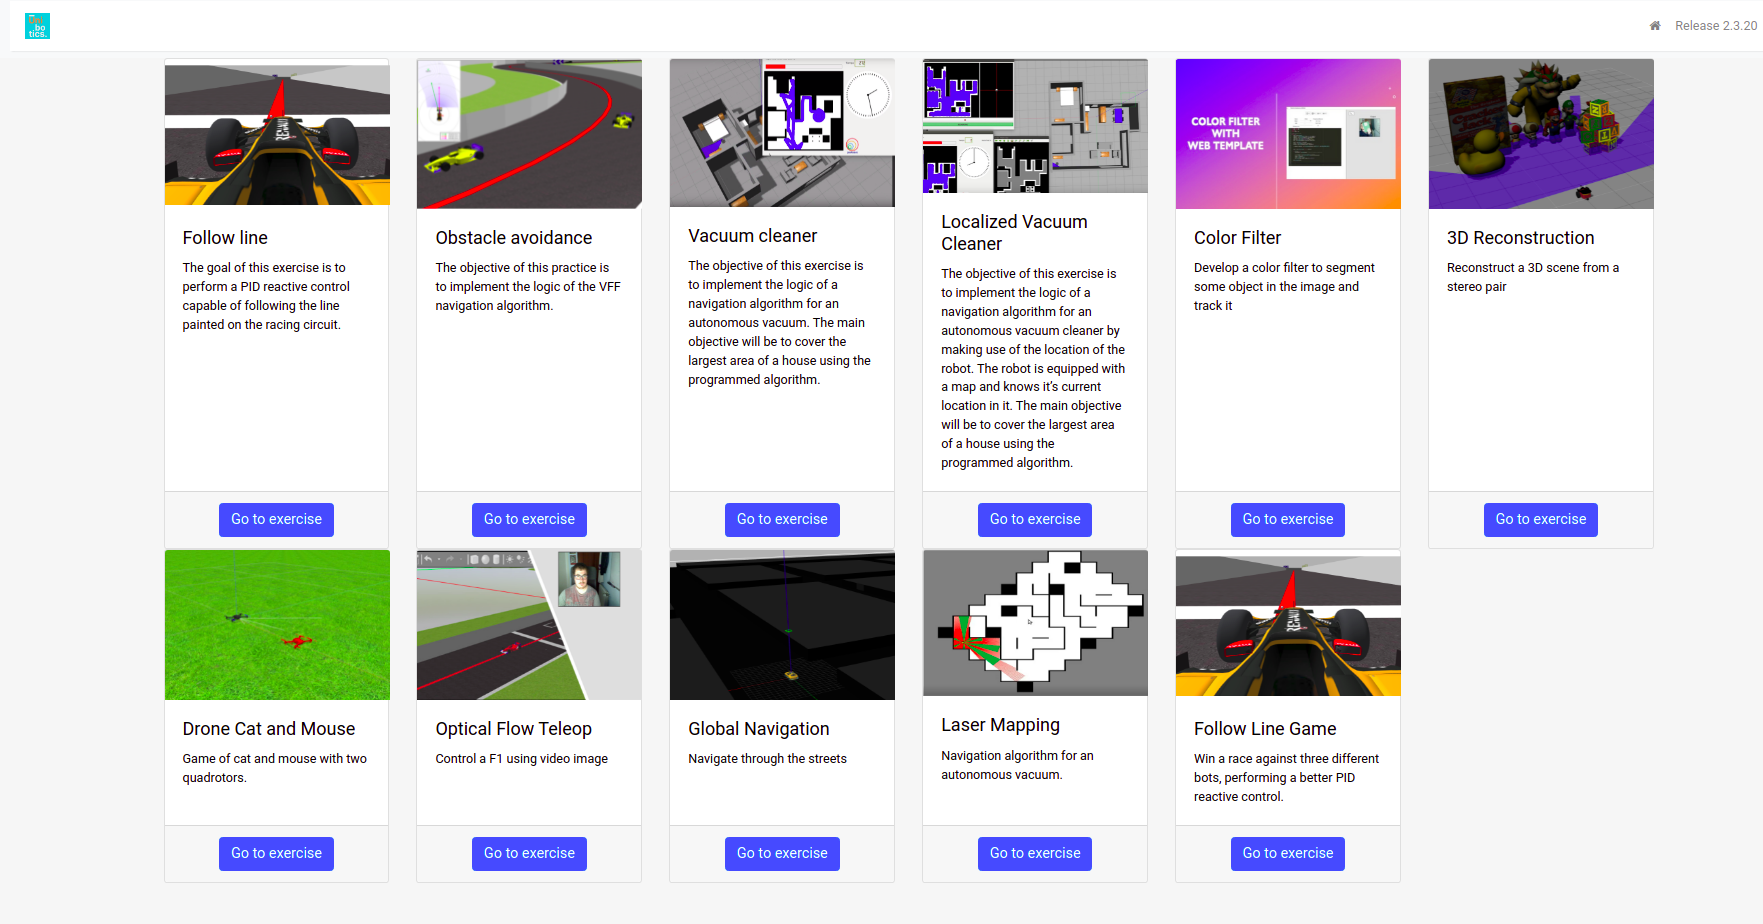 bo
tics.
Release 2.3.20
COLOR FILTER
WITH
WEB TEMPLATE
Follow line
The goal of this exercise is to
perform a PID reactive control
capable of following the line
painted on the racing circuit.
Go to exercise
Obstacle avoidance
The objective of this practice is
to implement the logic of the VFF
navigation algorithm.
Go to exercise
Vacuum cleaner
The objective of this exercise is
to implement the logic of a
navigation algorithm for an
autonomous vacuum. The main
objective will be to cover the
largest area of a house using the
programmed algorithm.
Go to exercise
Localized Vacuum
Cleaner
The objective of this exercise is
to implement the logic of a
navigation algorithm for an
autonomous vacuum cleaner by
making use of the location of the
robot. The robot is equipped with
a map and knows it’s current
location in it. The main objective
will be to cover the largest area
of a house using the
programmed algorithm.
Go to exercise
Color Filter
Develop a color filter to segment
some object in the image and
track it
Go to exercise
3D Reconstruction
Reconstruct a 3D scene from a
stereo pair
Go to exercise
Drone Cat and Mouse
Game of cat and mouse with two
quadrotors.
Go to exercise
Optical Flow Teleop
Control a F1 using video image
Go to exercise
Global Navigation
Navigate through the streets
Go to exercise
Laser Mapping
Navigation algorithm for an
autonomous vacuum.
Go to exercise
Follow Line Game
Win a race against three different
bots, performing a better PID
reactive control.
Go to exercise